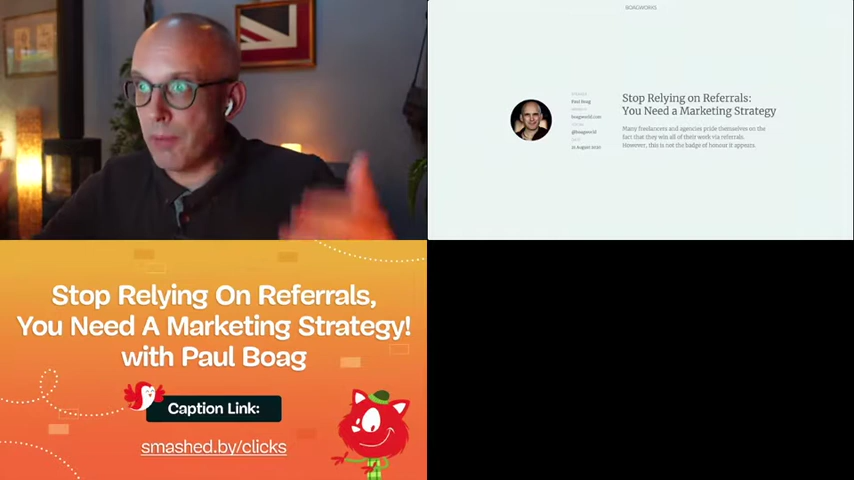 BOAGWORKS
Paul Boag
boagworld.com
@boagworld
Stop Relying on Referrals:
You Need a Marketing Strategy
Many freelancers and agencies pride themselves on the
fact that they win all of their work via referrals.
However, this is not the badge of honour it appears.
Stop Relying On Referrals,
You Need A Marketing Strategy!
with Paul Boag
Caption Link:
smashed.by/clicks